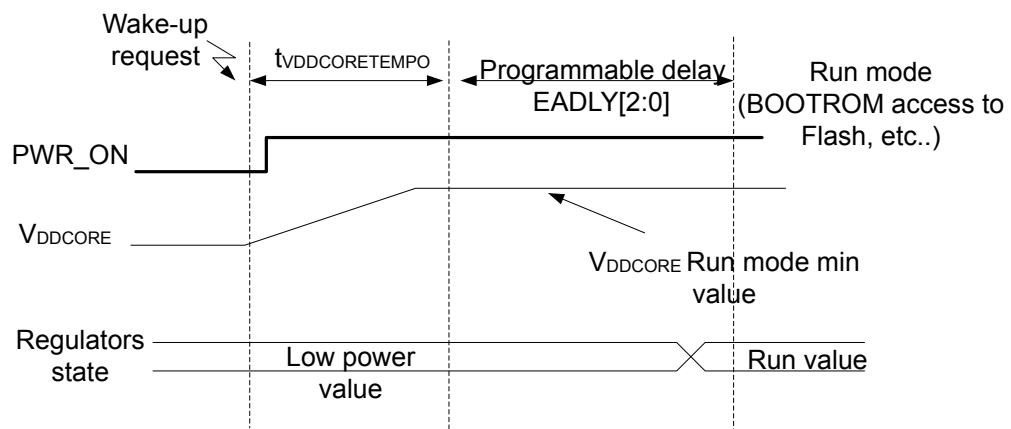 Wake-up
request
tVDDCORETEMPO
Programmable delay
EADLY[2:0]
Run mode
(BOOTROM access to
Flash, etc..)
PWR_ON
VDDCORE
VDDCORE Run mode min
value
Regulators
state
Low power
value
Run value